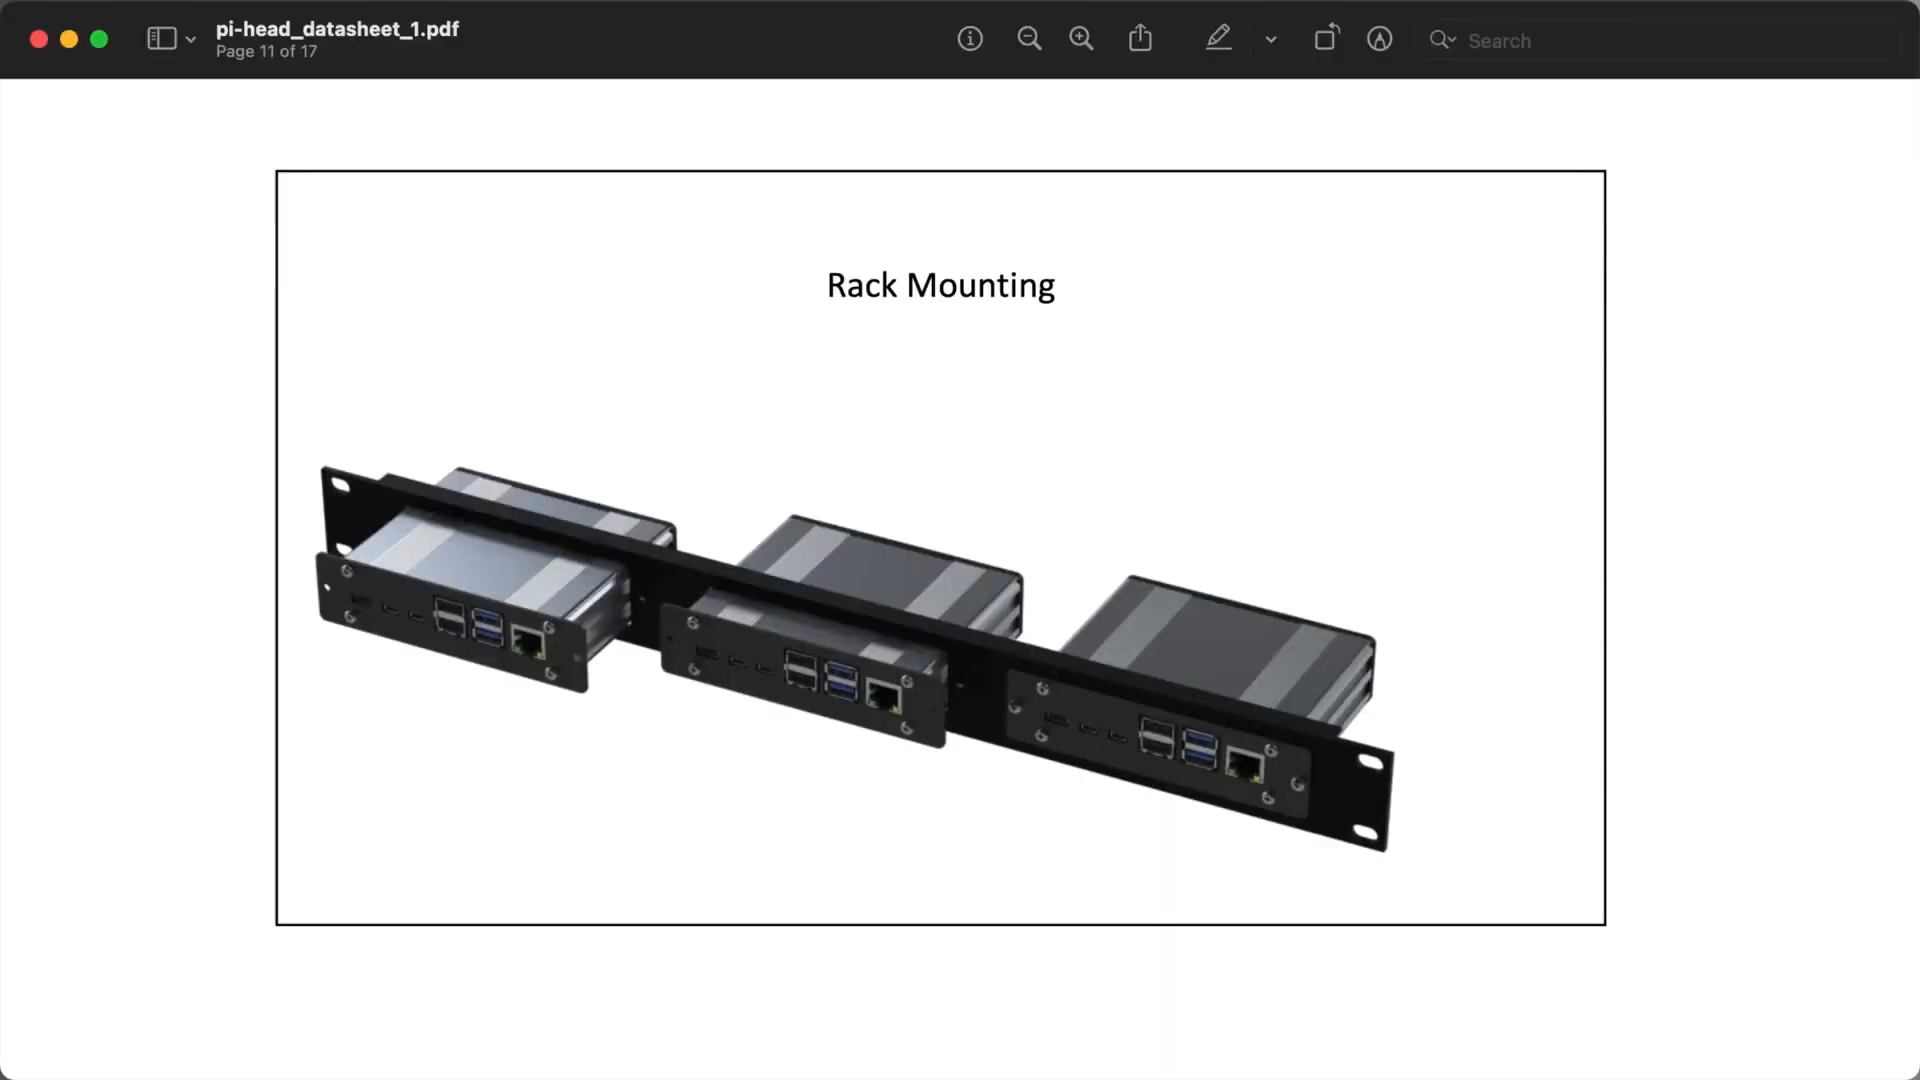 pi-head_datasheet_1.pdf
Page 11 of 17
Search
Rack Mounting